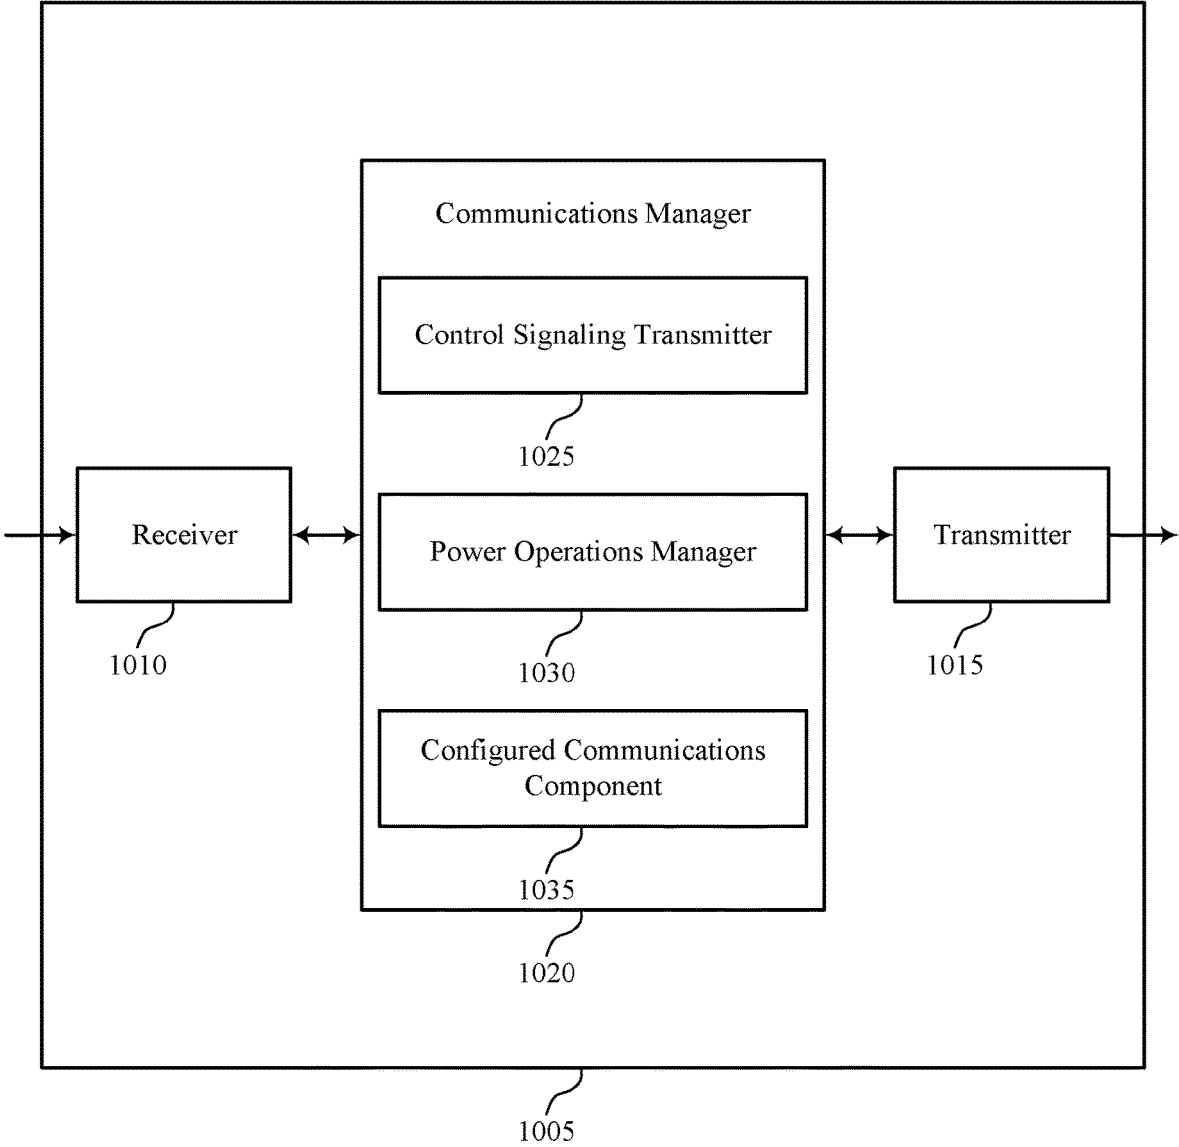 Communications Manager
Control Signaling Transmitter
1025
Receiver
1010
Power Operations Manager
1030
Transmitter
1015
Configured Communications
Component
1035
1020
1005